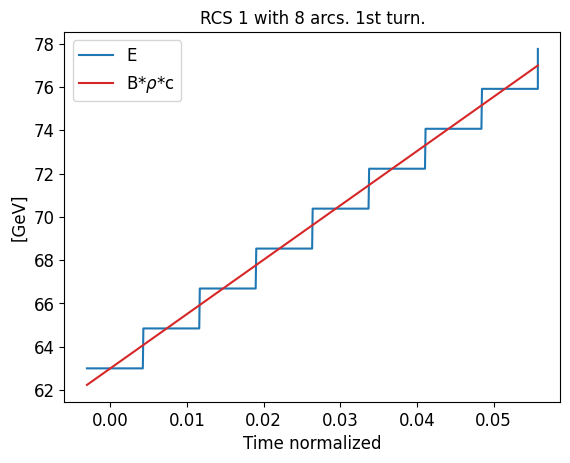 RCS 1 with 8 arcs. 1st turn.
E
B*ρ*c
[GeV]
78
76
74
72
70
68
66
64
62
0.00 0.01 0.02 0.03 0.04 0.05
Time normalized